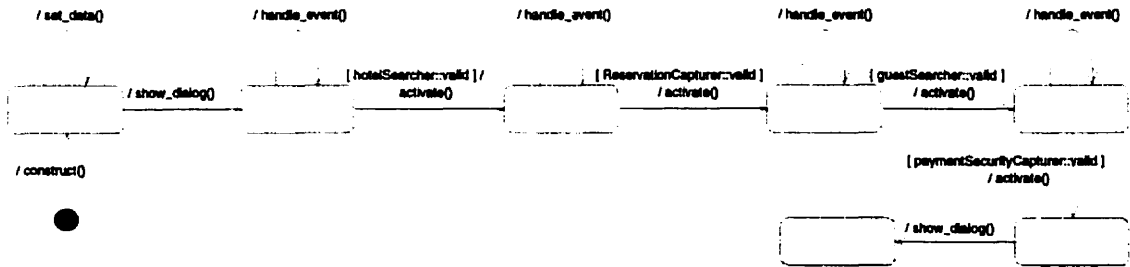 / set_data()
/ handle_event()
/ handle_event()
/ handle_event()
/ handle_event()
/ show_dialog()
[ hotelSearcher::valid ] /
activate()
[ ReservationCapturer::valid ]
/ activate()
[ guestSearcher::valid ]
/ activate()
/ construct()
[ paymentSecurityCapturer::valid ]
/ activate()
/ show_dialog()